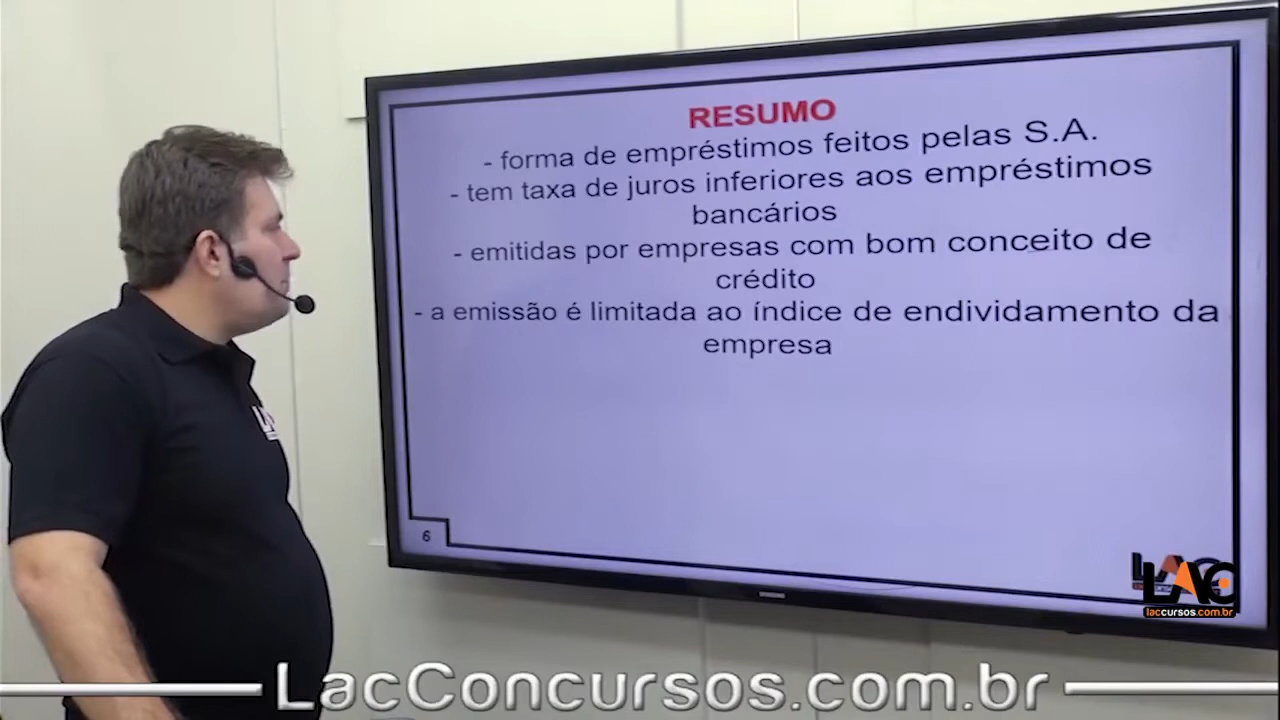 RESUMO
- forma de empréstimos feitos pelas S.A.
- tem taxa de juros inferiores aos empréstimos
bancários
- emitidas por empresas com bom conceito de
crédito
- a emissão é limitada ao índice de endividamento da
empresa
6
LAC
laccursos.com.br
LacConcursos.com.br